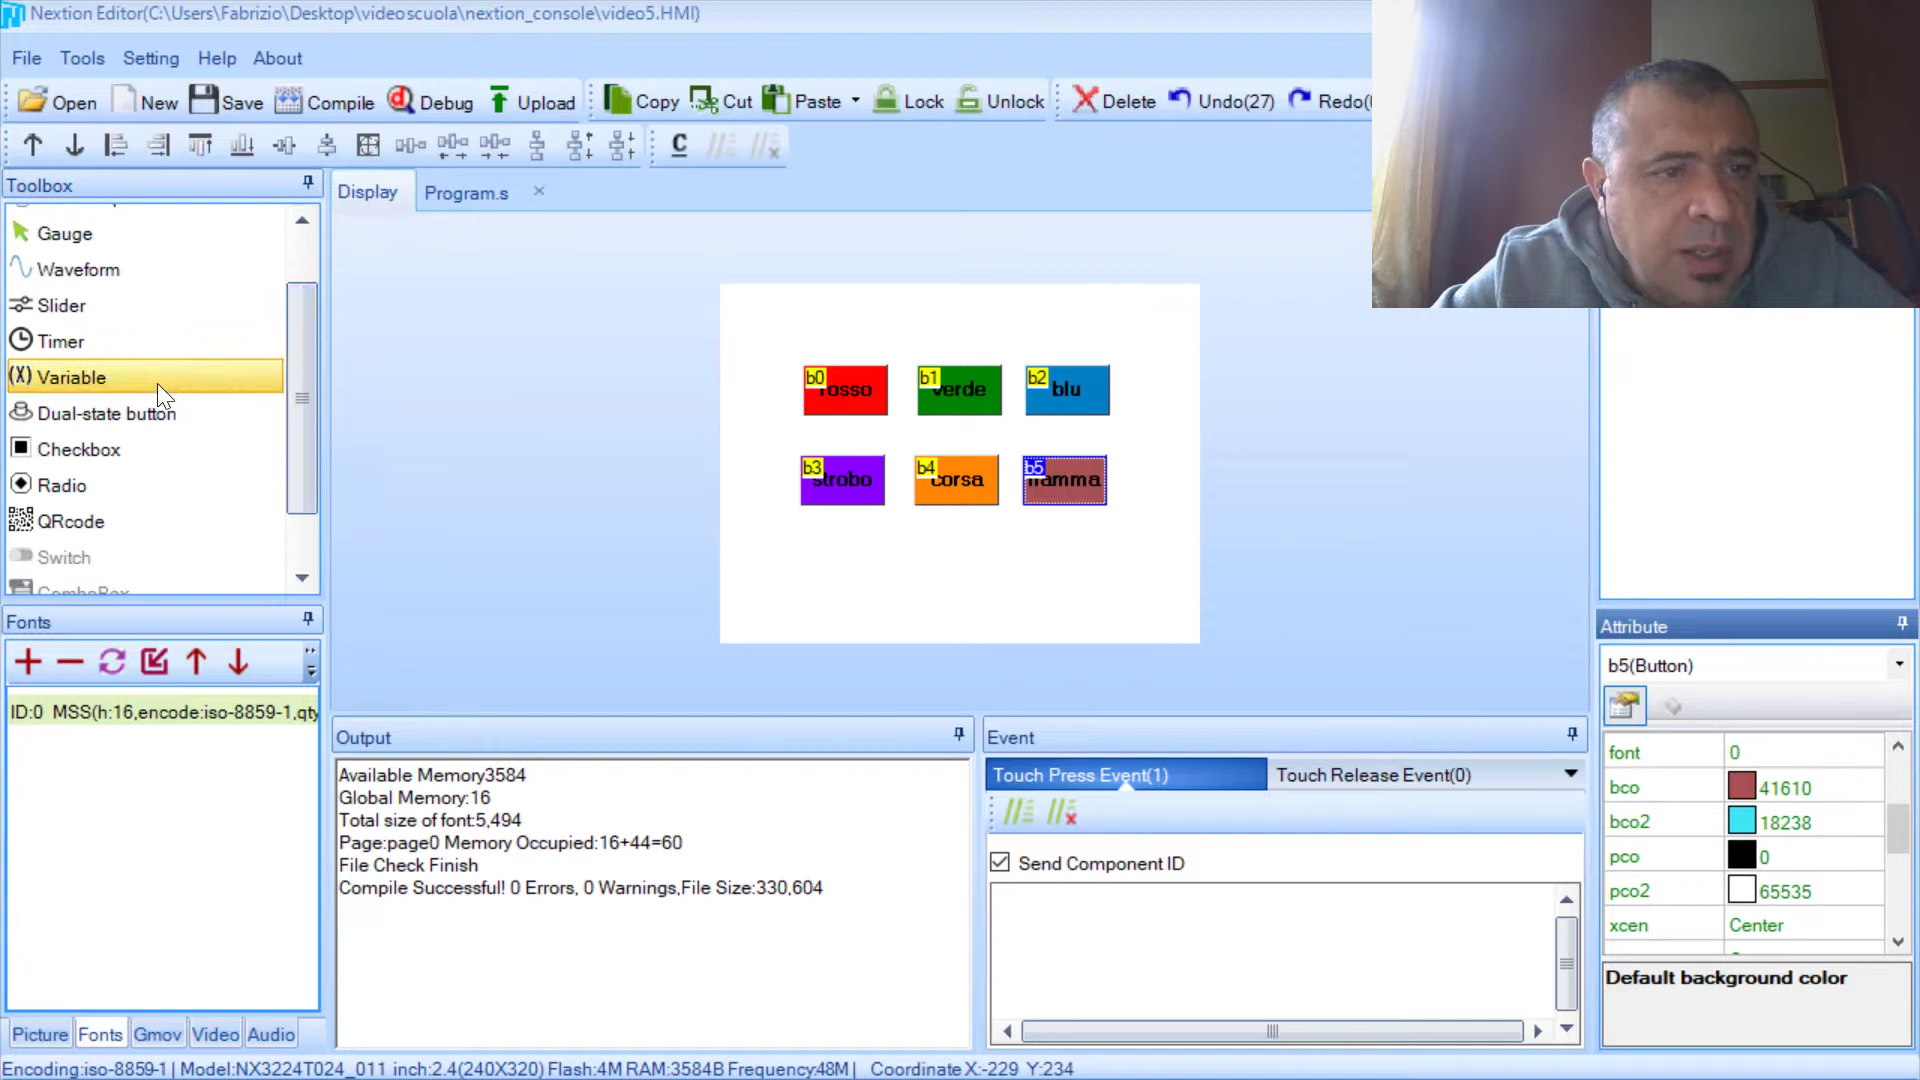 Nextion Editor(C:\Users\Fabrizio\Desktop\videoscuola\nextion_console\video5.HMI)
File Tools Setting Help About
Open New Save Compile Debug Upload Copy Cut Paste Lock Unlock Delete Undo(27) Redo(
C
Toolbox
Display Program.s
Gauge
Waveform
Slider
Timer
(X) Variable
Dual-state button
Checkbox
Radio
QRcode
Switch
ComboBox
b0 rosso b1 verde b2 blu
b3 strobo b4 corsa b5 fiamma
Fonts
ID:0 MSS(h:16,encode:iso-8859-1,qty
Picture Fonts Gmov Video Audio
Output
Available Memory3584
Global Memory:16
Total size of font:5,494
Page:page0 Memory Occupied:16+44=60
File Check Finish
Compile Successful! 0 Errors, 0 Warnings,File Size:330,604
Event
Touch Press Event(1) Touch Release Event(0)
Send Component ID
Attribute
b5(Button)
font 0
bco 41610
bco2 18238
pco 0
pco2 65535
xcen Center
Default background color
Encoding:iso-8859-1 | Model:NX3224T024_011 inch:2.4(240X320) Flash:4M RAM:3584B Frequency:48M | Coordinate X:-229 Y:234